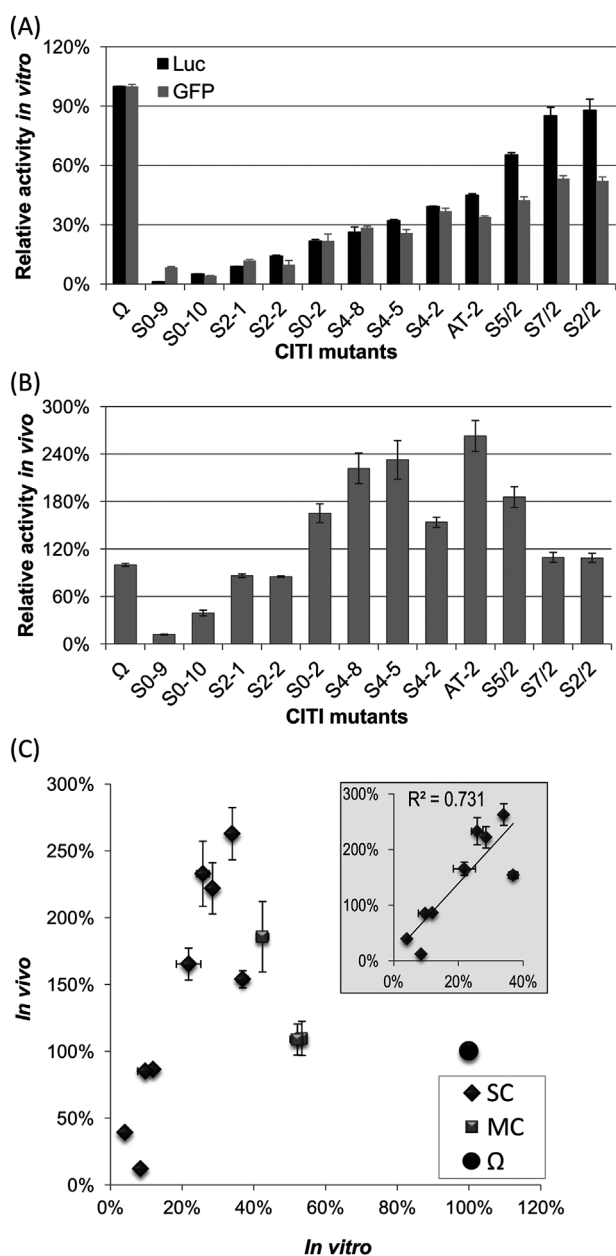 (A)
Relative activity in vitro
120%
90%
60%
30%
0%
Luc
GFP
Ω
S0-9
S0-10
S2-1
S2-2
S0-2
S4-8
S4-5
S4-2
AT-2
S5/2
S7/2
S2/2
CITI mutants
(B)
Relative activity in vivo
300%
240%
180%
120%
60%
0%
Ω
S0-9
S0-10
S2-1
S2-2
S0-2
S4-8
S4-5
S4-2
AT-2
S5/2
S7/2
S2/2
CITI mutants
(C)
In vivo
300%
250%
200%
150%
100%
50%
0%
0% 20% 40% 60% 80% 100% 120%
In vitro
R² = 0.731
300%
200%
100%
0%
0% 20% 40%
SC
MC
Ω